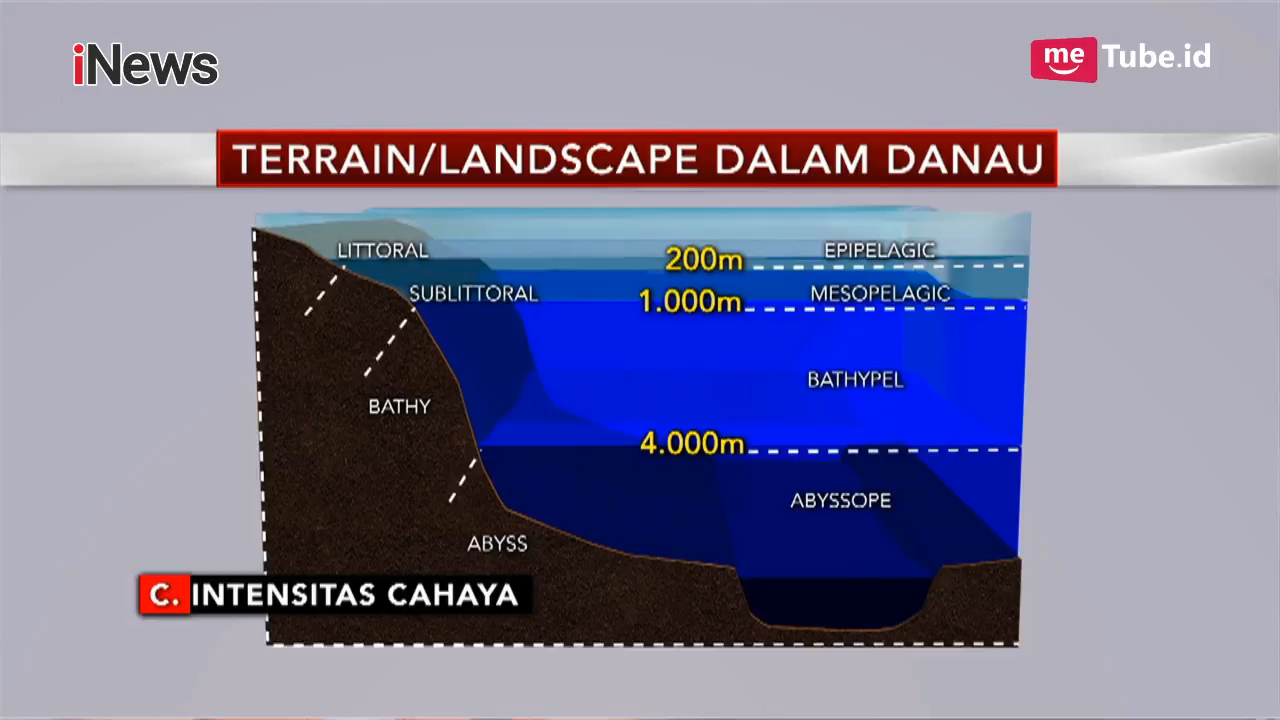 iNews
me Tube.id
TERRAIN/LANDSCAPE DALAM DANAU
LITTORAL
200m
EPIPELAGIC
SUBLITTORAL
1.000m
MESOPELAGIC
BATHYPEL
BATHY
4.000m
ABYSSOPE
ABYSS
C. INTENSITAS CAHAYA